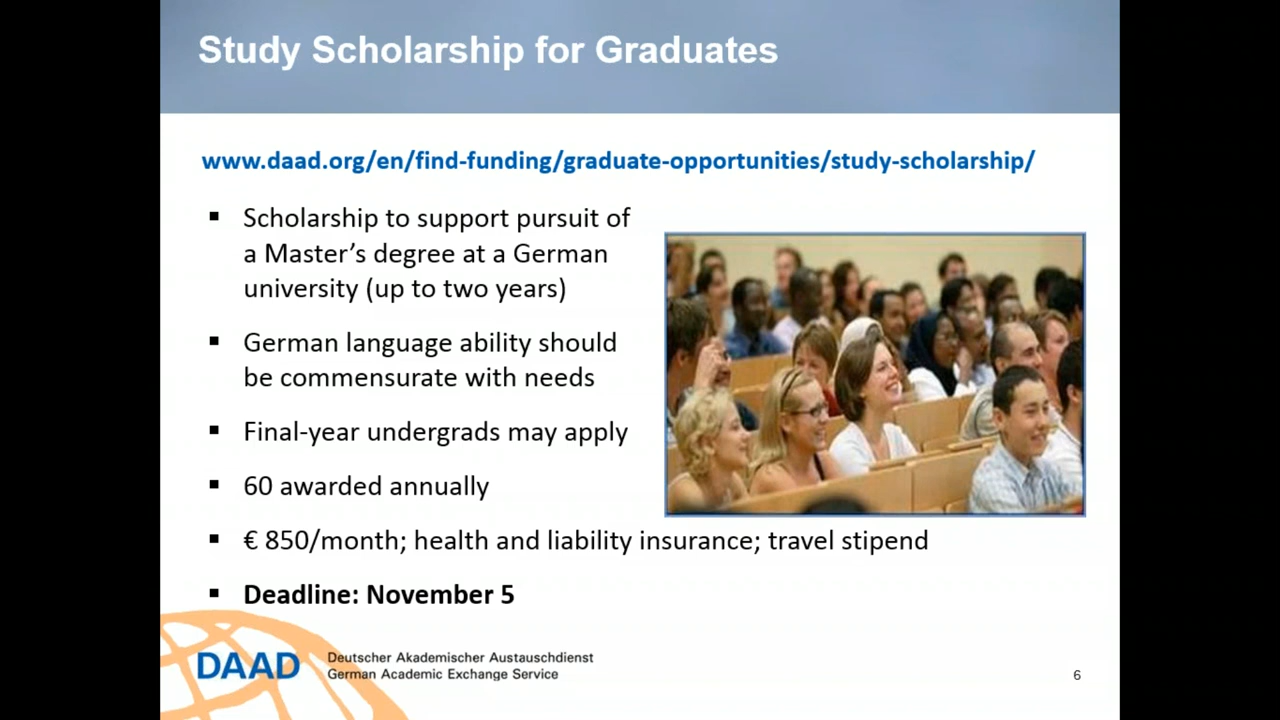 Study Scholarship for Graduates
www.daad.org/en/find-funding/graduate-opportunities/study-scholarship/
▪ Scholarship to support pursuit of
a Master’s degree at a German
university (up to two years)
▪ German language ability should
be commensurate with needs
▪ Final-year undergrads may apply
▪ 60 awarded annually
▪ € 850/month; health and liability insurance; travel stipend
▪ Deadline: November 5
DAAD
Deutscher Akademischer Austauschdienst
German Academic Exchange Service
6